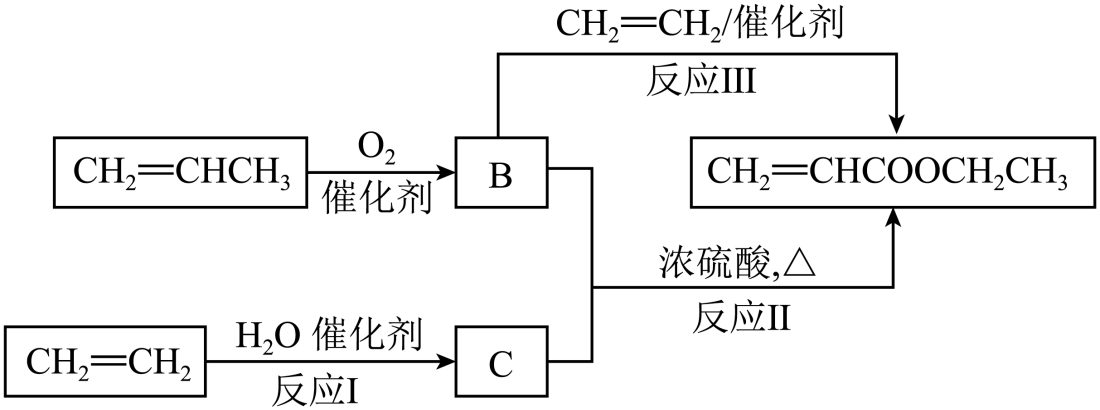 CH₂=CH₂/催化剂
反应III
CH₂=CHCH₃
O₂
催化剂
B
CH₂=CHCOOCH₂CH₃
浓硫酸,△
反应II
CH₂=CH₂
H₂O 催化剂
反应I
C